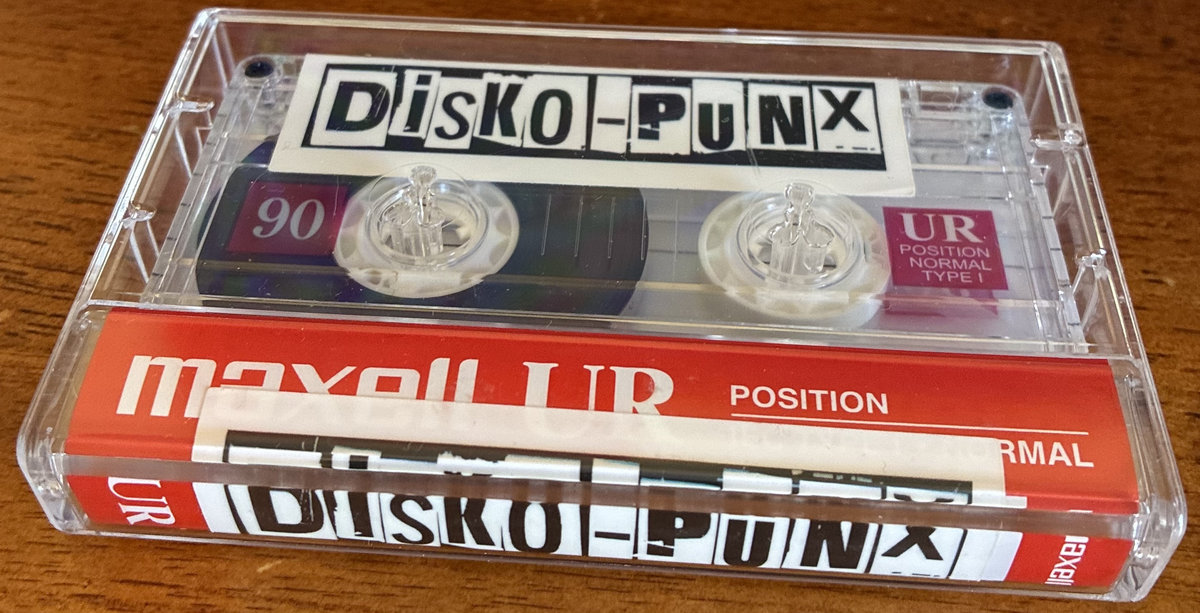 DiSKO-PUNX
90
UR
POSITION
NORMAL
TYPE I
maxell UR POSITION
RMAL
UR
DiSKO-PUNX
maxell